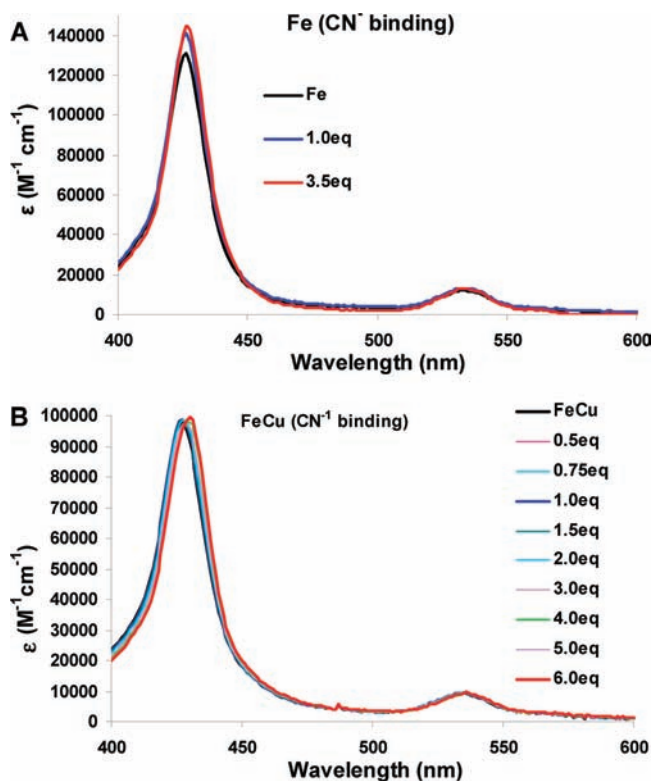 A
Fe (CN⁻ binding)
ε (M⁻¹ cm⁻¹)
140000
120000
100000
80000
60000
40000
20000
0
Fe
1.0eq
3.5eq
400 450 500 550 600
Wavelength (nm)
B
FeCu (CN⁻¹ binding)
ε (M⁻¹cm⁻¹)
100000
90000
80000
70000
60000
50000
40000
30000
20000
10000
0
FeCu
0.5eq
0.75eq
1.0eq
1.5eq
2.0eq
3.0eq
4.0eq
5.0eq
6.0eq
400 450 500 550 600
Wavelength (nm)